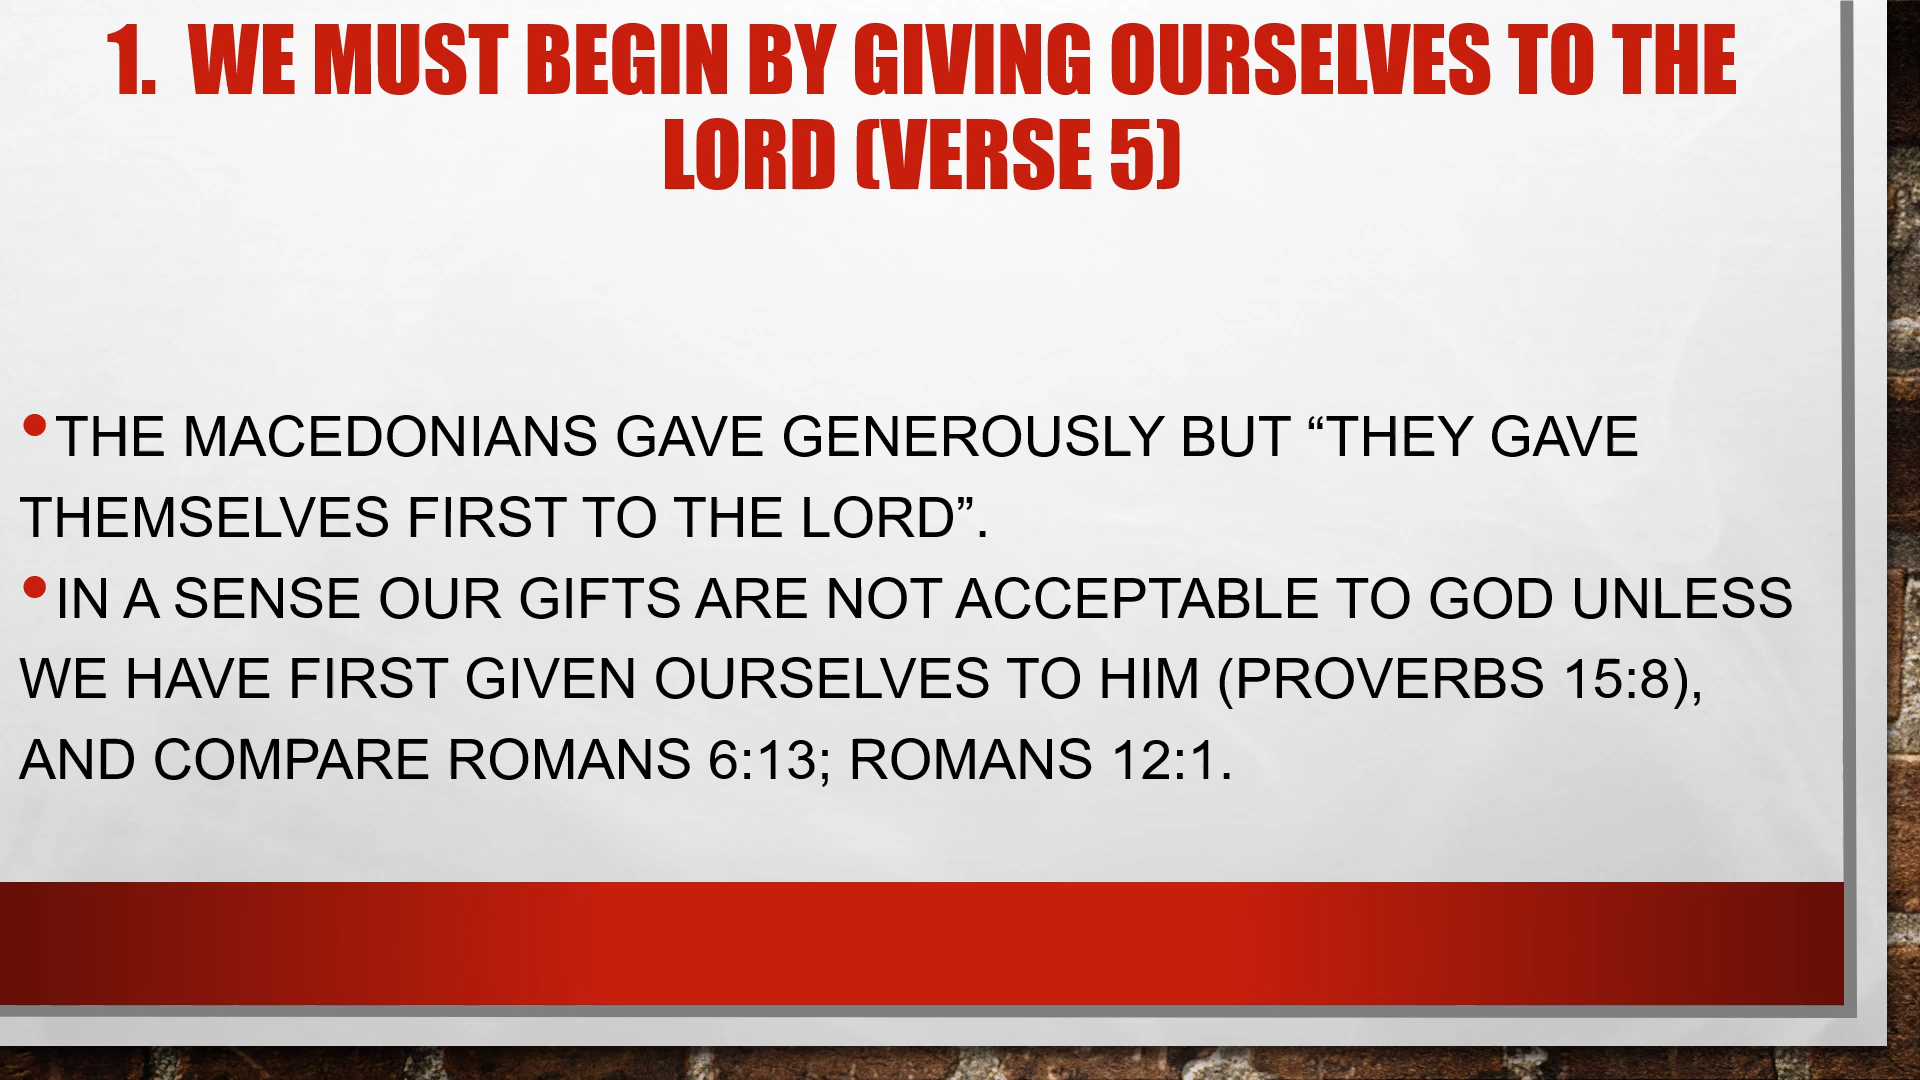 1. WE MUST BEGIN BY GIVING OURSELVES TO THE
LORD (VERSE 5)
•THE MACEDONIANS GAVE GENEROUSLY BUT “THEY GAVE
THEMSELVES FIRST TO THE LORD”.
•IN A SENSE OUR GIFTS ARE NOT ACCEPTABLE TO GOD UNLESS
WE HAVE FIRST GIVEN OURSELVES TO HIM (PROVERBS 15:8),
AND COMPARE ROMANS 6:13; ROMANS 12:1.